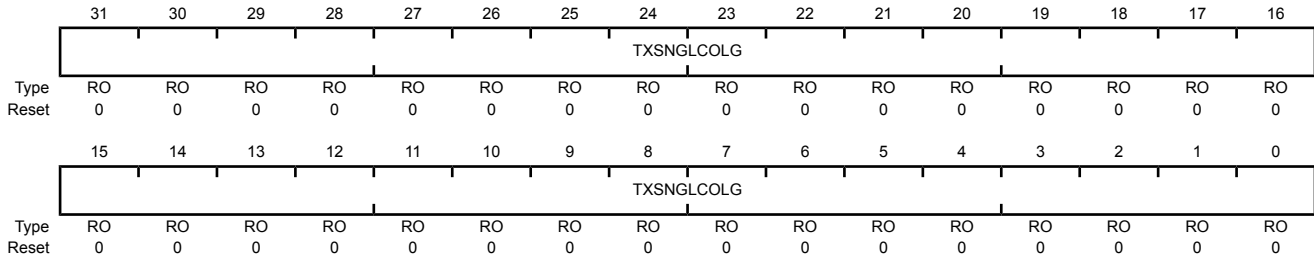 31 30 29 28 27 26 25 24 23 22 21 20 19 18 17 16
TXSNGLCOLG
Type RO RO RO RO RO RO RO RO RO RO RO RO RO RO RO RO
Reset 0 0 0 0 0 0 0 0 0 0 0 0 0 0 0 0
15 14 13 12 11 10 9 8 7 6 5 4 3 2 1 0
TXSNGLCOLG
Type RO RO RO RO RO RO RO RO RO RO RO RO RO RO RO RO
Reset 0 0 0 0 0 0 0 0 0 0 0 0 0 0 0 0